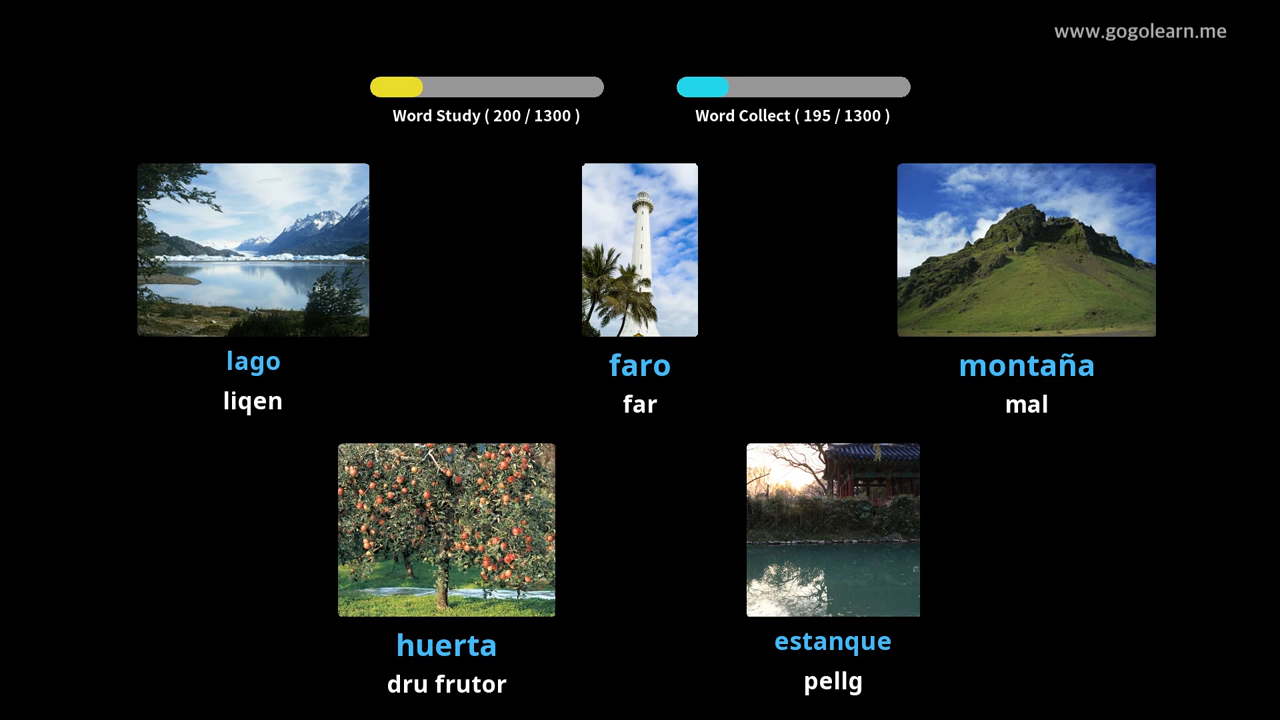 www.gogolearn.me
Word Study ( 200 / 1300 )
Word Collect ( 195 / 1300 )
lago
liqen
faro
far
montaña
mal
huerta
dru frutor
estanque
pellg